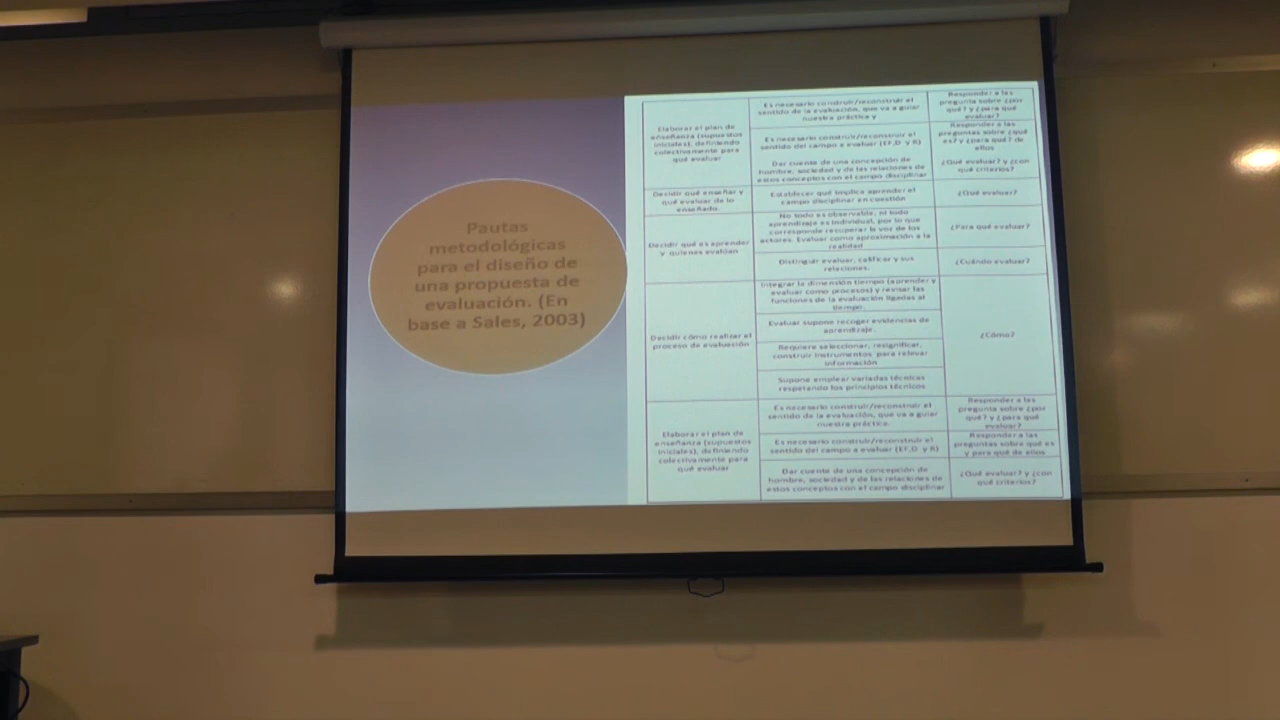 Pautas
metodológicas
para el diseño de
una propuesta de
evaluación. (En
base a Sales, 2003)
Elaborar el plan de
enseñanza (supuestos
iniciales), definiendo
colectivamente para
qué evaluar
Es necesario construir/reconstruir el
sentido de la evaluación, que va a guiar
nuestra práctica y
Responder a las
pregunta sobre ¿por
qué? y ¿para qué
evaluar?
Es necesario construir/reconstruir el
sentido del campo a evaluar (EF,D y R)
Dar cuente de una concepción de
hombre, sociedad y de las relaciones de
estos conceptos con el campo disciplinar
Responder a las
preguntas sobre ¿qué
es? y ¿para qué? de
ellos
¿Qué evaluar? y ¿con
qué criterios?
Decidir qué enseñar y
qué evaluar de lo
enseñado.
Establecer qué implica aprender el
campo disciplinar en cuestión
¿Qué evaluar?
Decidir qué es aprender
y quienes evalúan
No todo es observable, ni todo
aprendizaje es individual, por lo que
corresponde recuperar la voz de los
actores. Evaluar como aproximación a la
realidad
¿Para qué evaluar?
Distinguir evaluar, calificar y sus
relaciones.
¿Cuándo evaluar?
Decidir cómo realizar el
proceso de evaluación
Integrar la dimensión tiempo (aprender y
evaluar como procesos) y revisar las
funciones de la evaluación ligadas al
tiempo.
Evaluar supone recoger evidencias de
aprendizaje.
Requiere seleccionar, resignificar,
construir instrumentos para relevar
información
Supone emplear variadas técnicas
respetando los principios técnicos
¿Cómo?
Elaborar el plan de
enseñanza (supuestos
iniciales), definiendo
colectivamente para
qué evaluar
Es necesario construir/reconstruir el
sentido de la evaluación, que va a guiar
nuestra práctica.
Responder a las
pregunta sobre ¿por
qué? y ¿para qué
evaluar?
Es necesario construir/reconstruir el
sentido del campo a evaluar (EF,D y R)
Responder a las
preguntas sobre qué es
y para qué de ellos
Dar cuente de una concepción de
hombre, sociedad y de las relaciones de
estos conceptos con el campo disciplinar
¿Qué evaluar? y ¿con
qué criterios?